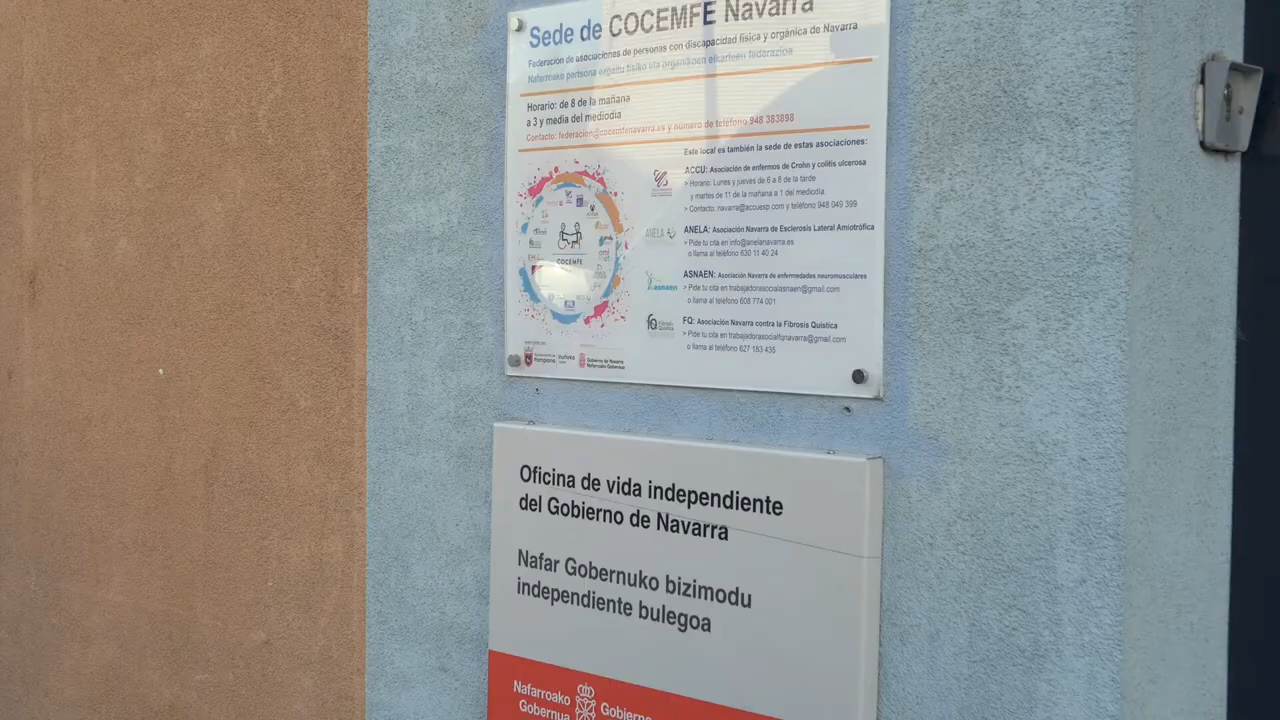 Sede de COCEMFE Navarra
Federación de asociaciones de personas con discapacidad física y orgánica de Navarra
Nafarroako pertsona ezgaitu fisiko eta organikoen elkarteen federazioa
Horario: de 8 de la mañana
a 3 y media del mediodía
Contacto: federacion@cocemfenavarra.es y número de teléfono 948 383898
Este local es también la sede de estas asociaciones:
ACCU: Asociación de enfermos de Crohn y colitis ulcerosa
> Horario: Lunes y jueves de 6 a 8 de la tarde
y martes de 11 de la mañana a 1 del mediodía.
> Contacto: navarra@accuesp.com y teléfono 948 049 399
ANELA
ANELA: Asociación Navarra de Esclerosis Lateral Amiotrófica
> Pide tu cita en info@anelanavarra.es
o llama al teléfono 630 11 40 24
asnaen
ASNAEN: Asociación Navarra de enfermedades neuromusculares
> Pide tu cita en trabajadorasocialasnaen@gmail.com
o llama al teléfono 608 774 001
fQ Fibrosis Quística
FQ: Asociación Navarra contra la Fibrosis Quística
> Pide tu cita en trabajadorasocialfqnavarra@gmail.com
o llama al teléfono 627 183 435
COCEMFE
Pamplona Iruñeko
Gobierno de Navarra
Nafarroako Gobernua
Oficina de vida independiente
del Gobierno de Navarra
Nafar Gobernuko bizimodu
independiente bulegoa
Nafarroako
Gobernua
Gobierno